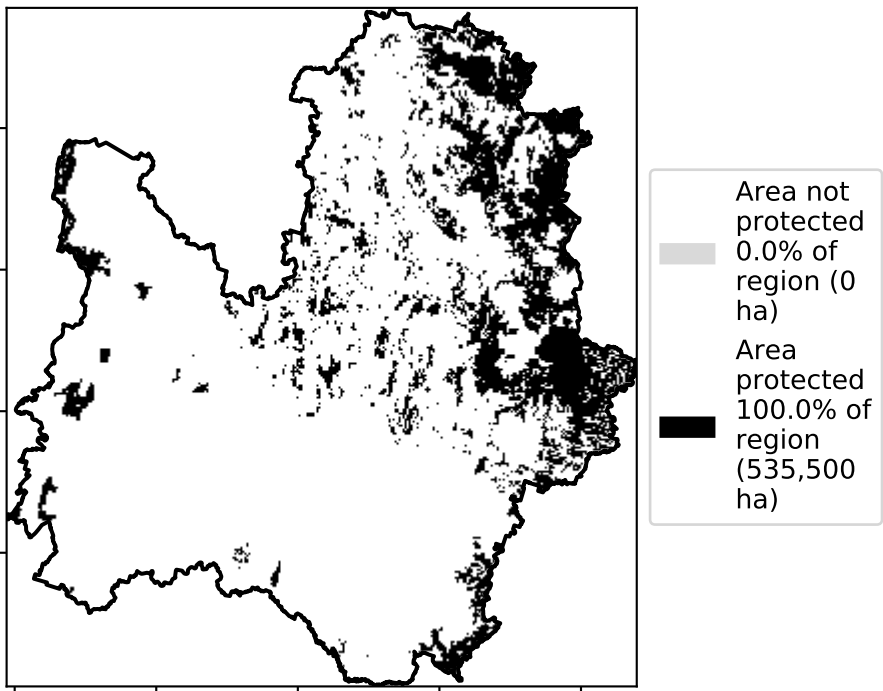 Area not
protected
0.0% of
region (0
ha)
Area
protected
100.0% of
region
(535,500
ha)